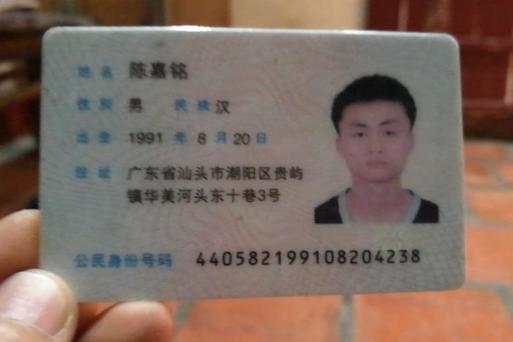 姓名 陈嘉铭
性别 男 民族 汉
出生 1991 年 8 月 20 日
住址 广东省汕头市潮阳区贵屿
镇华美河头东十巷3号
公民身份号码 440582199108204238